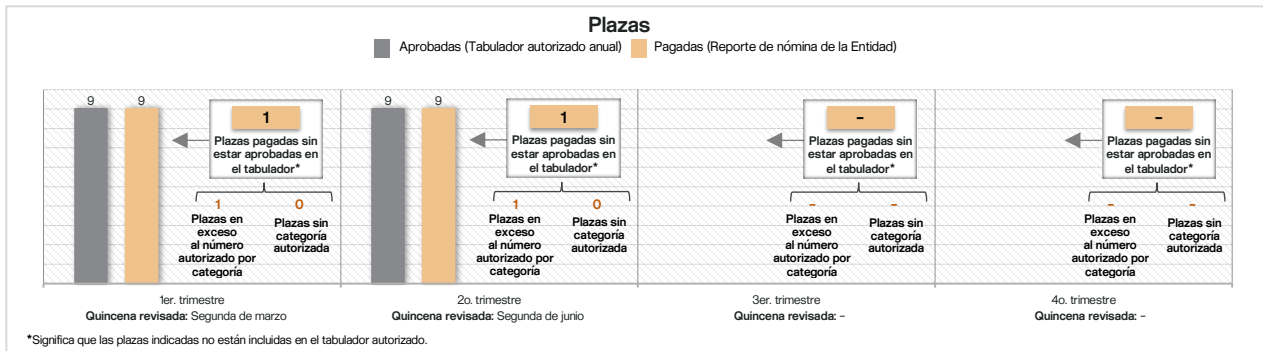 Plazas
Aprobadas (Tabulador autorizado anual) Pagadas (Reporte de nómina de la Entidad)
9 9
1
Plazas pagadas sin
estar aprobadas en
el tabulador*
1 0
Plazas en
exceso
al número
autorizado por
categoría
Plazas sin
categoría
autorizada
1er. trimestre
Quincena revisada: Segunda de marzo
9 9
1
Plazas pagadas sin
estar aprobadas en
el tabulador*
1 0
Plazas en
exceso
al número
autorizado por
categoría
Plazas sin
categoría
autorizada
2o. trimestre
Quincena revisada: Segunda de junio
-
Plazas pagadas sin
estar aprobadas en
el tabulador*
- -
Plazas en
exceso
al número
autorizado por
categoría
Plazas sin
categoría
autorizada
3er. trimestre
Quincena revisada: -
-
Plazas pagadas sin
estar aprobadas en
el tabulador*
- -
Plazas en
exceso
al número
autorizado por
categoría
Plazas sin
categoría
autorizada
4o. trimestre
Quincena revisada: -
*Significa que las plazas indicadas no están incluidas en el tabulador autorizado.